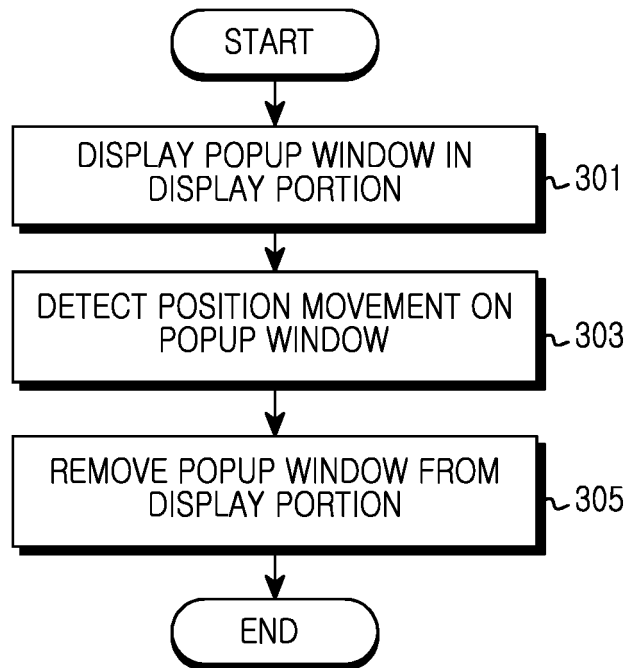 START
DISPLAY POPUP WINDOW IN
DISPLAY PORTION
301
DETECT POSITION MOVEMENT ON
POPUP WINDOW
303
REMOVE POPUP WINDOW FROM
DISPLAY PORTION
305
END